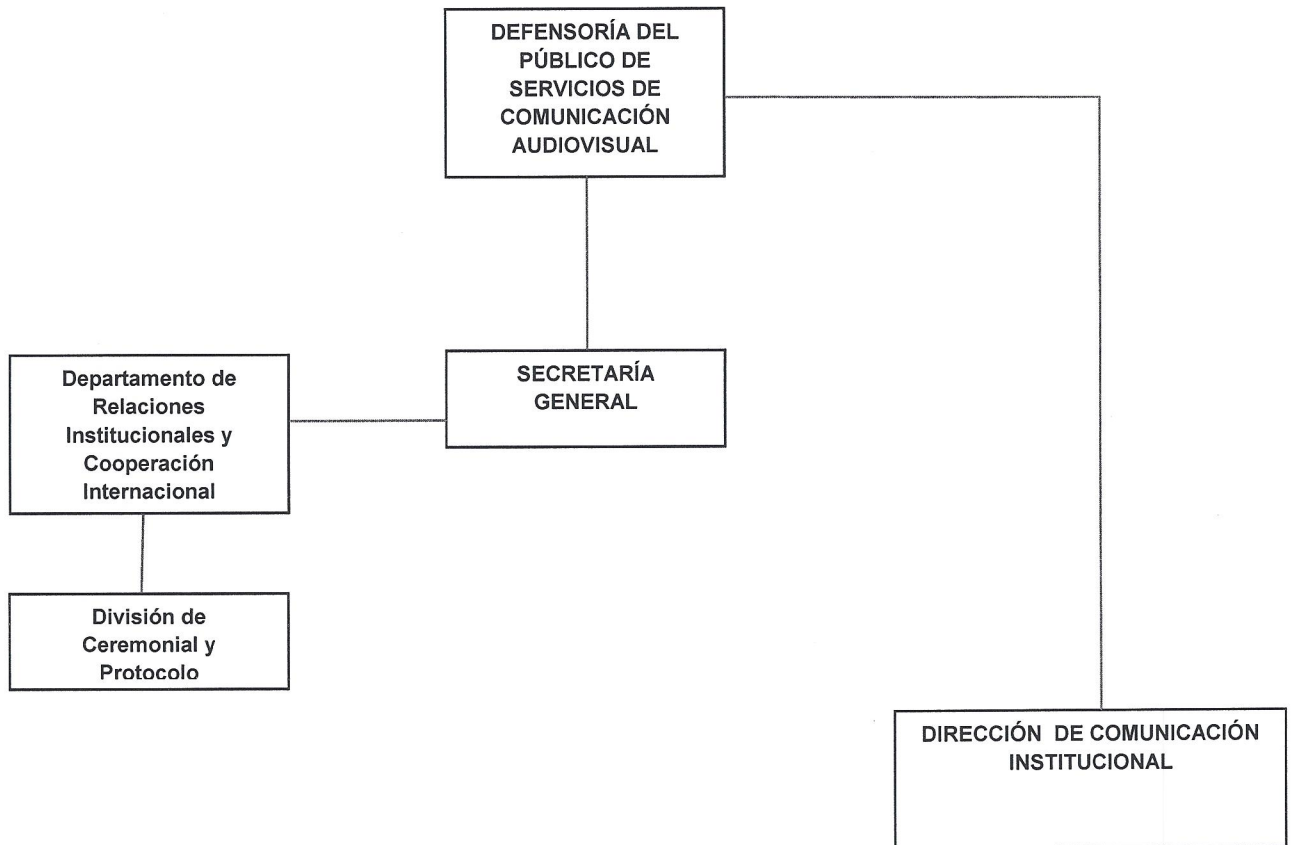 DEFENSORÍA DEL
PÚBLICO DE
SERVICIOS DE
COMUNICACIÓN
AUDIOVISUAL
SECRETARÍA
GENERAL
Departamento de
Relaciones
Institucionales y
Cooperación
Internacional
División de
Ceremonial y
Protocolo
DIRECCIÓN DE COMUNICACIÓN
INSTITUCIONAL